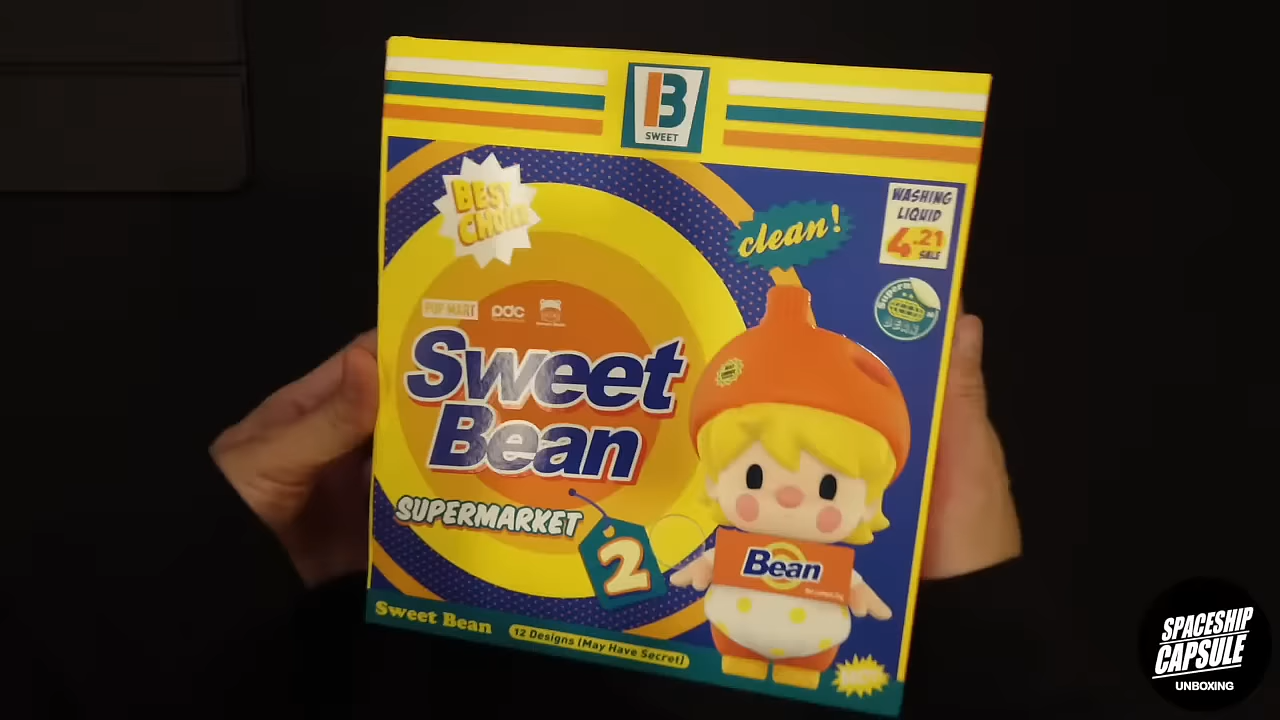 B
SWEET
BEST
CHOICE
clean!
WASHING
LIQUID
4.21
SALE
POP MART
pdc
Sweet
Bean
SUPERMARKET
2
Bean
Sweet Bean
12 Designs (May Have Secret)
SPACESHIP
CAPSULE
UNBOXING